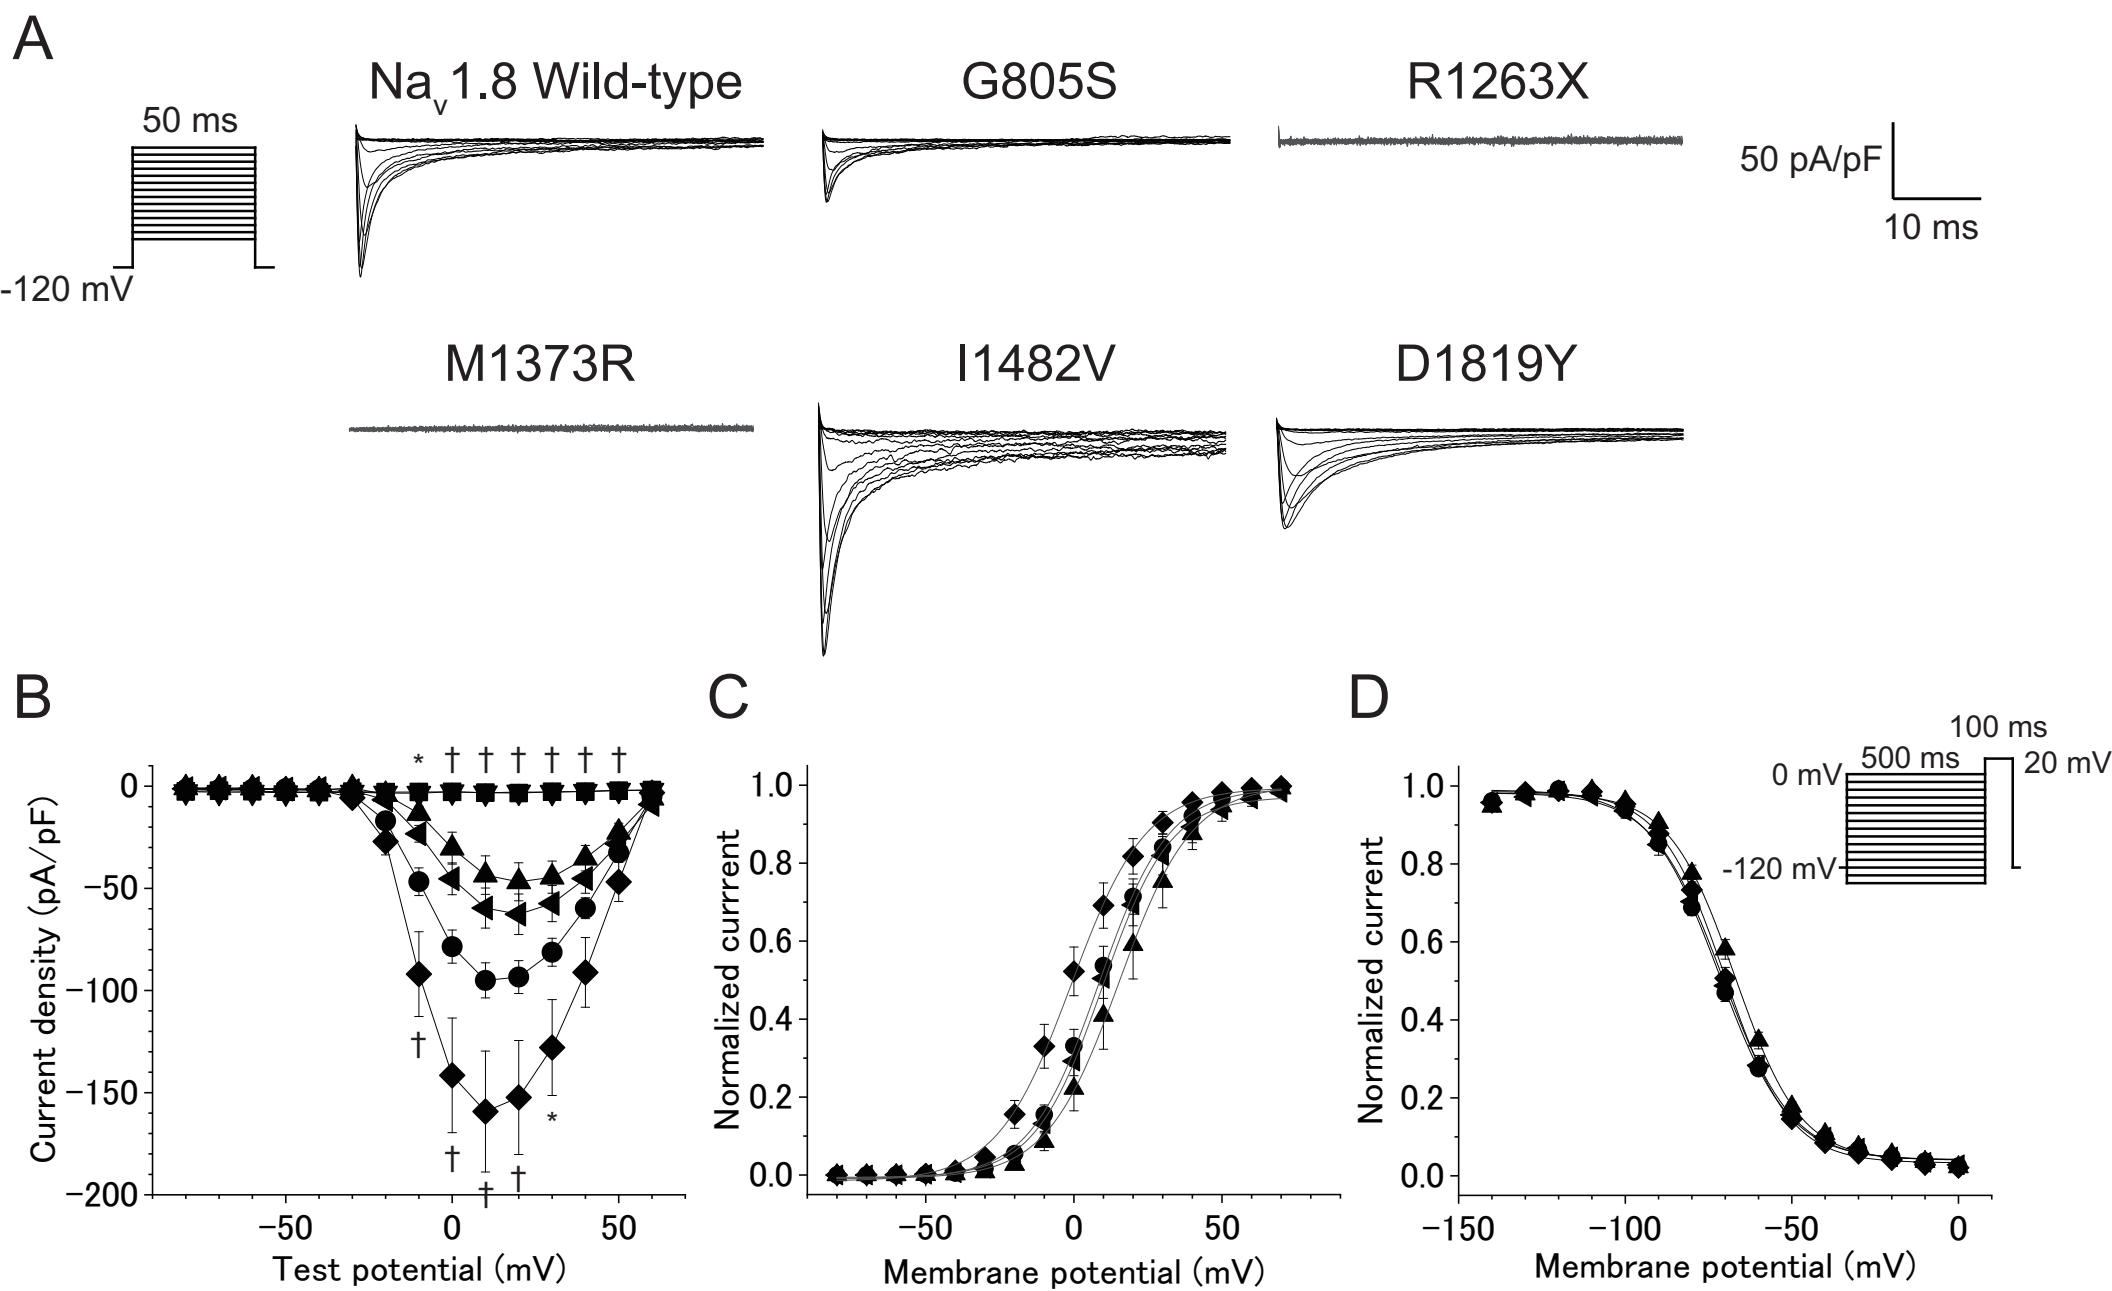 A
Nav1.8 Wild-type
G805S
R1263X
50 ms
-120 mV
50 pA/pF
10 ms
M1373R
I1482V
D1819Y
B
* † † † † † †
0
−50
−100
−150
−200
† † † † *
−50 0 50
Current density (pA/pF)
Test potential (mV)
C
1.0
0.8
0.6
0.4
0.2
0.0
−50 0 50
Normalized current
Membrane potential (mV)
D
100 ms
500 ms
0 mV
20 mV
-120 mV
1.0
0.8
0.6
0.4
0.2
0.0
−150 −100 −50 0
Normalized current
Membrane potential (mV)